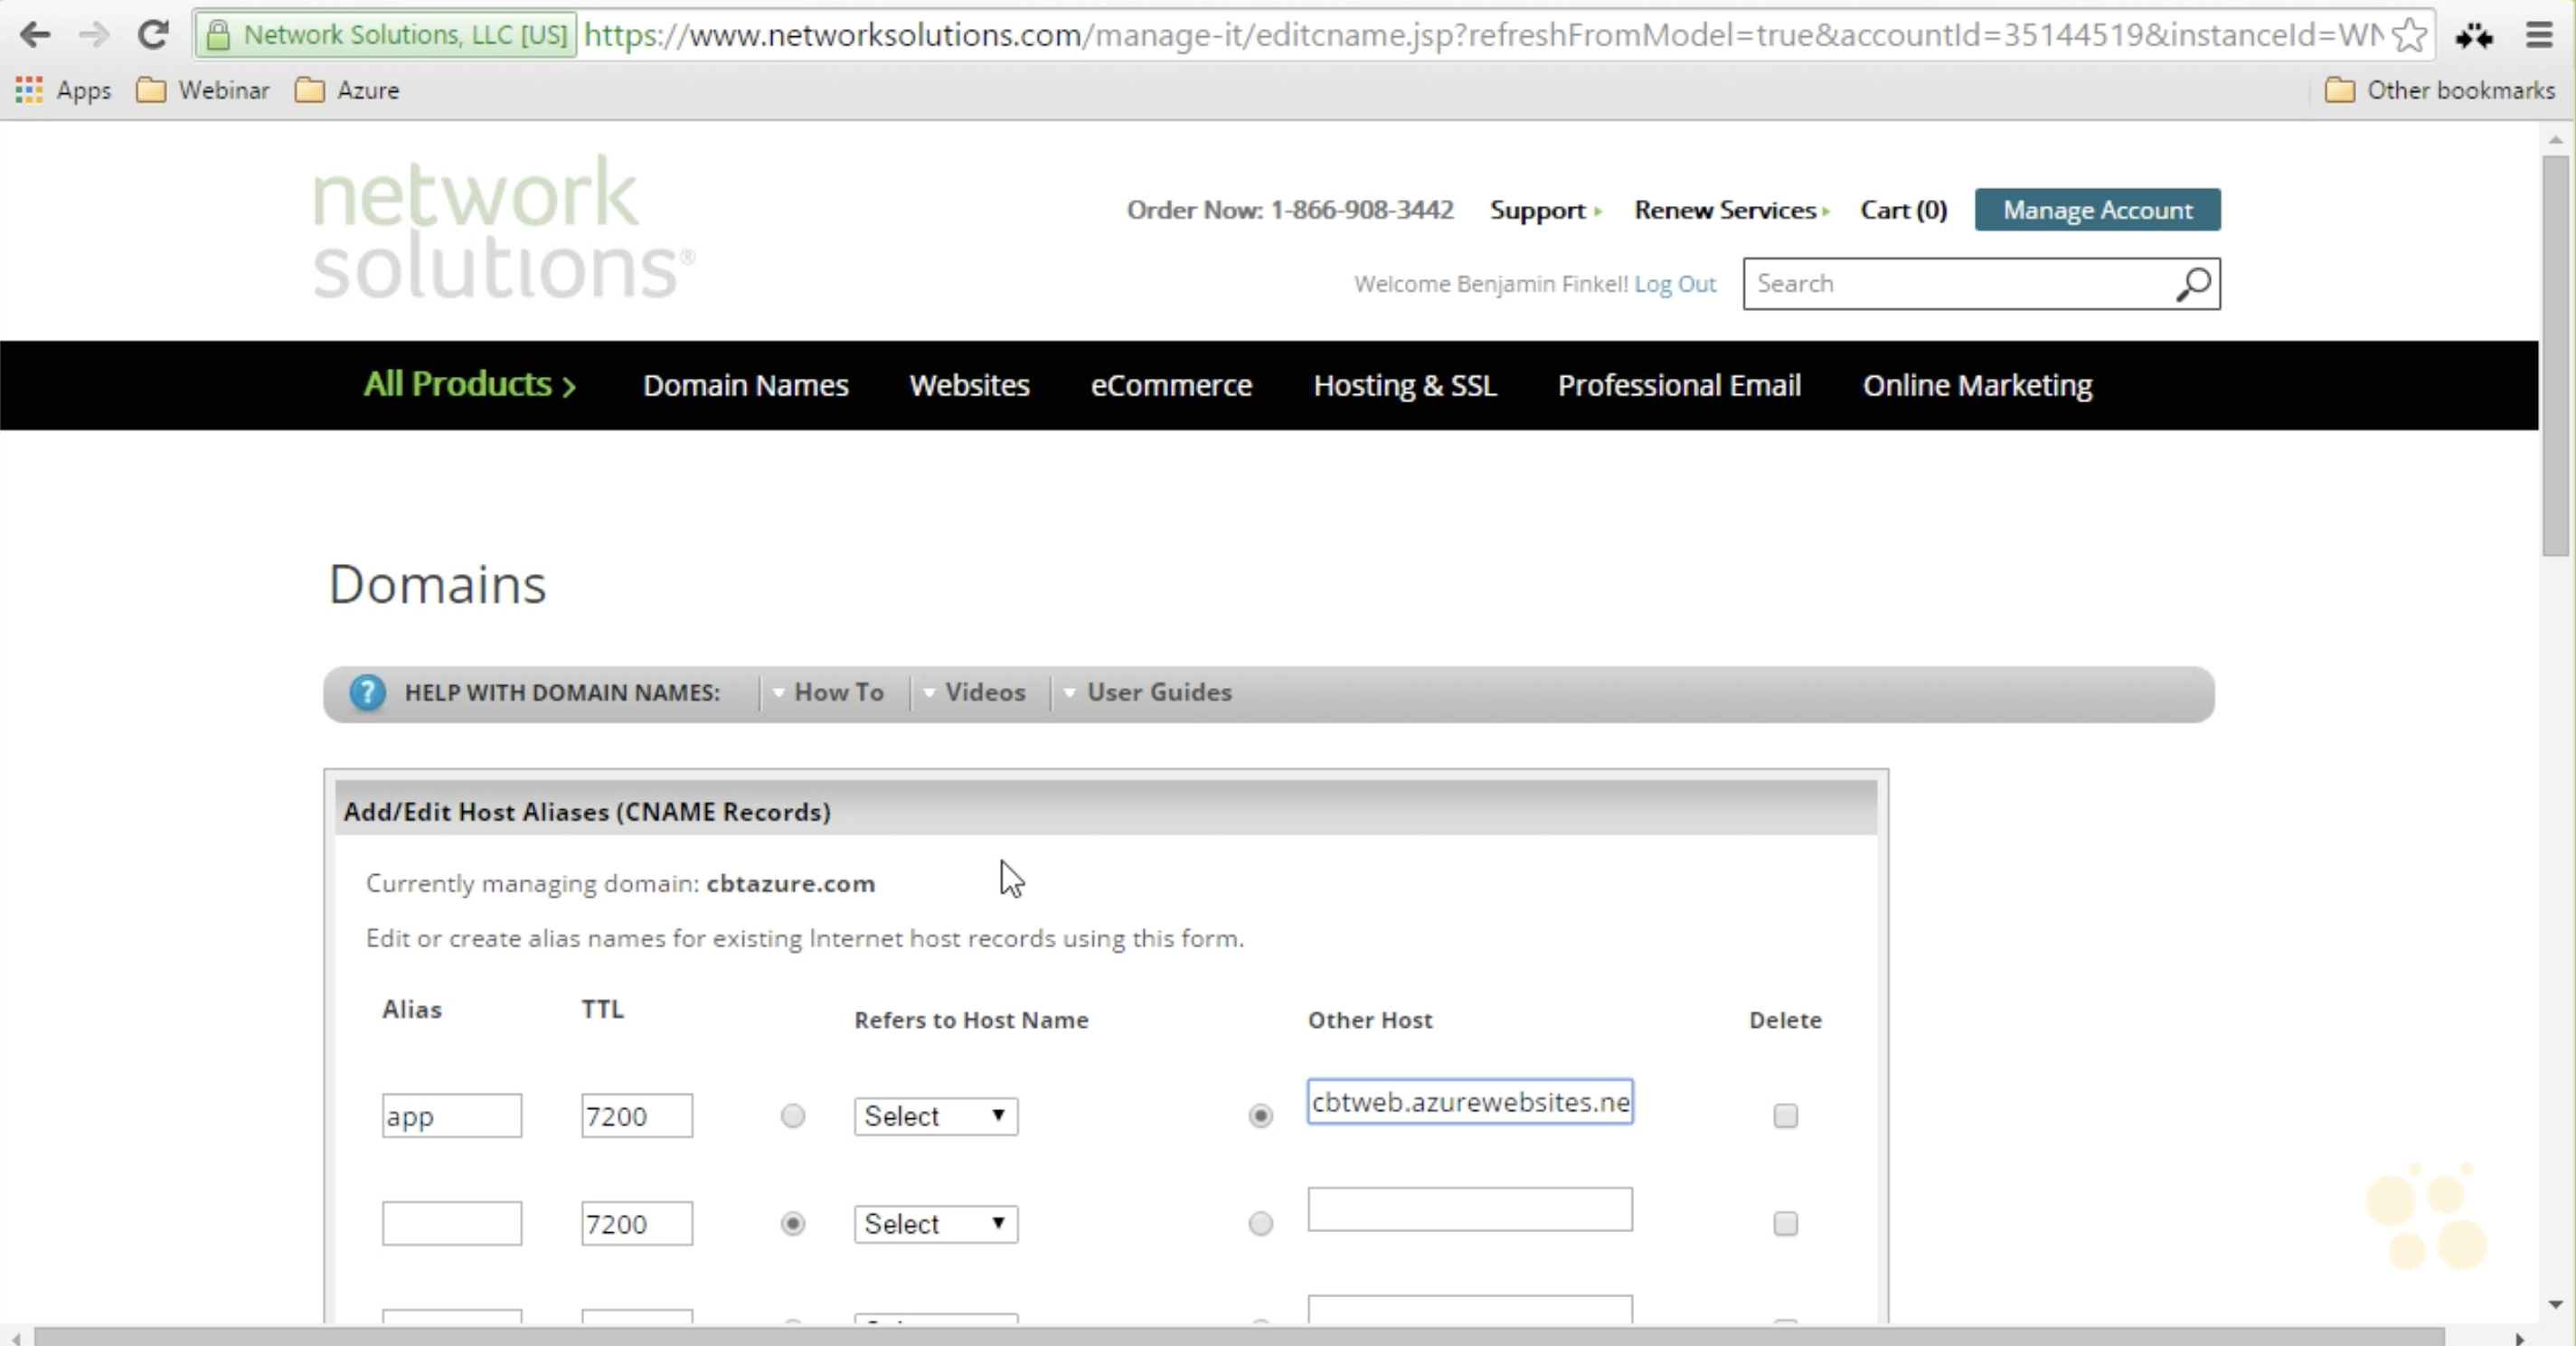 Network Solutions, LLC [US] https://www.networksolutions.com/manage-it/editcname.jsp?refreshFromModel=true&accountId=35144519&instanceId=WN
Apps Webinar Azure Other bookmarks
network
solutions®
Order Now: 1-866-908-3442 Support Renew Services Cart (0) Manage Account
Welcome Benjamin Finkel! Log Out Search
All Products > Domain Names Websites eCommerce Hosting & SSL Professional Email Online Marketing
Domains
? HELP WITH DOMAIN NAMES: How To Videos User Guides
Add/Edit Host Aliases (CNAME Records)
Currently managing domain: cbtazure.com
Edit or create alias names for existing Internet host records using this form.
Alias TTL Refers to Host Name Other Host Delete
app 7200 Select cbtweb.azurewebsites.ne
7200 Select